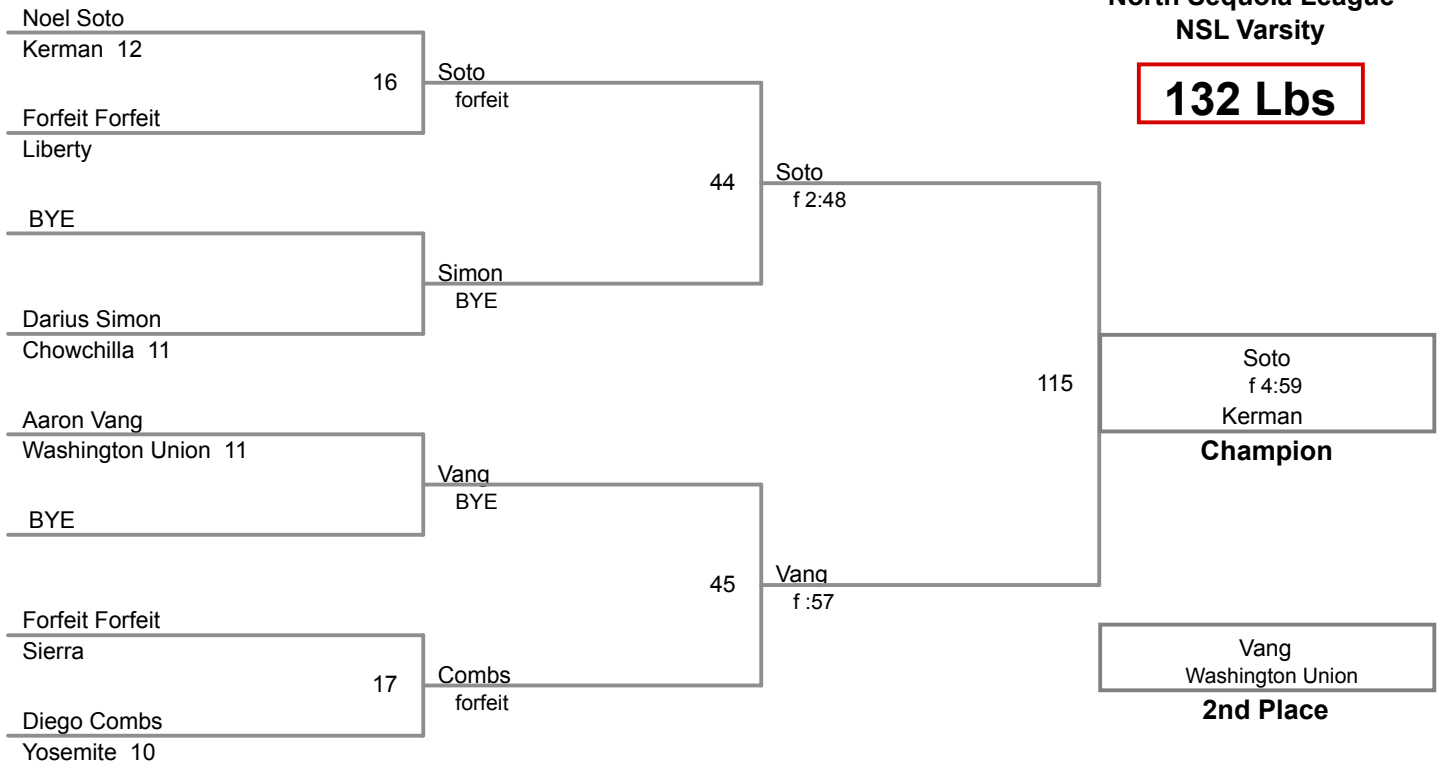 North Sequoia League
NSL Varsity
132 Lbs
Noel Soto
Kerman 12
16
Soto
forfeit
Forfeit Forfeit
Liberty
44
Soto
f 2:48
BYE
Simon
BYE
Darius Simon
Chowchilla 11
115
Soto
f 4:59
Kerman
Champion
Aaron Vang
Washington Union 11
Vang
BYE
BYE
45
Vang
f :57
Forfeit Forfeit
Sierra
17
Combs
forfeit
Diego Combs
Yosemite 10
Vang
Washington Union
2nd Place